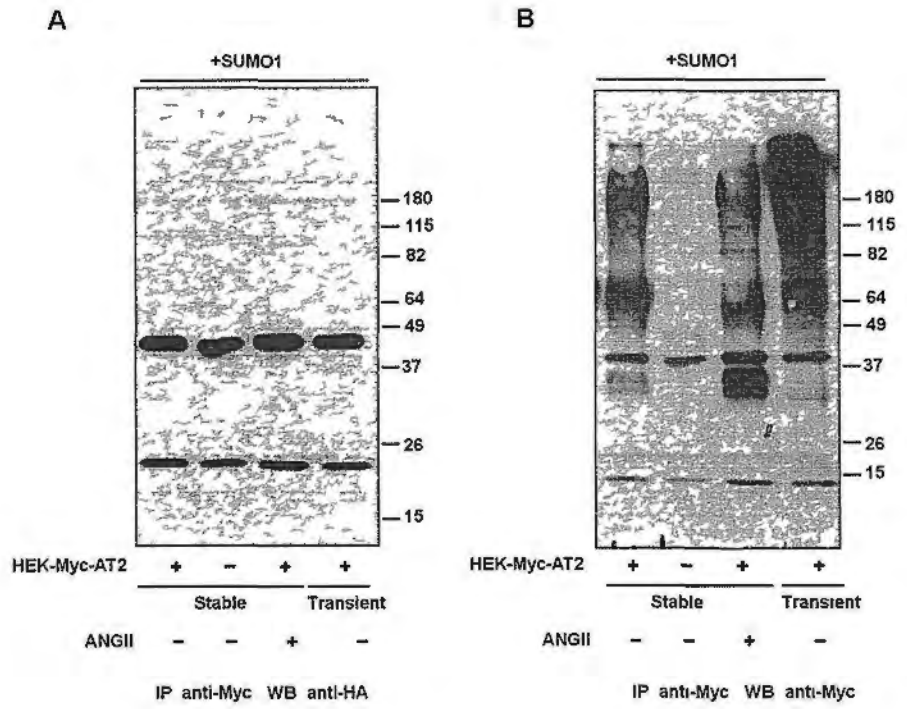 A
+SUMO1
180
115
82
64
49
37
26
15
HEK-Myc-AT2 + – + +
Stable Transient
ANGII – – + –
IP anti-Myc WB anti-HA
B
+SUMO1
180
115
82
64
49
37
26
15
HEK-Myc-AT2 + – + +
Stable Transient
ANGII – – + –
IP anti-Myc WB anti-Myc